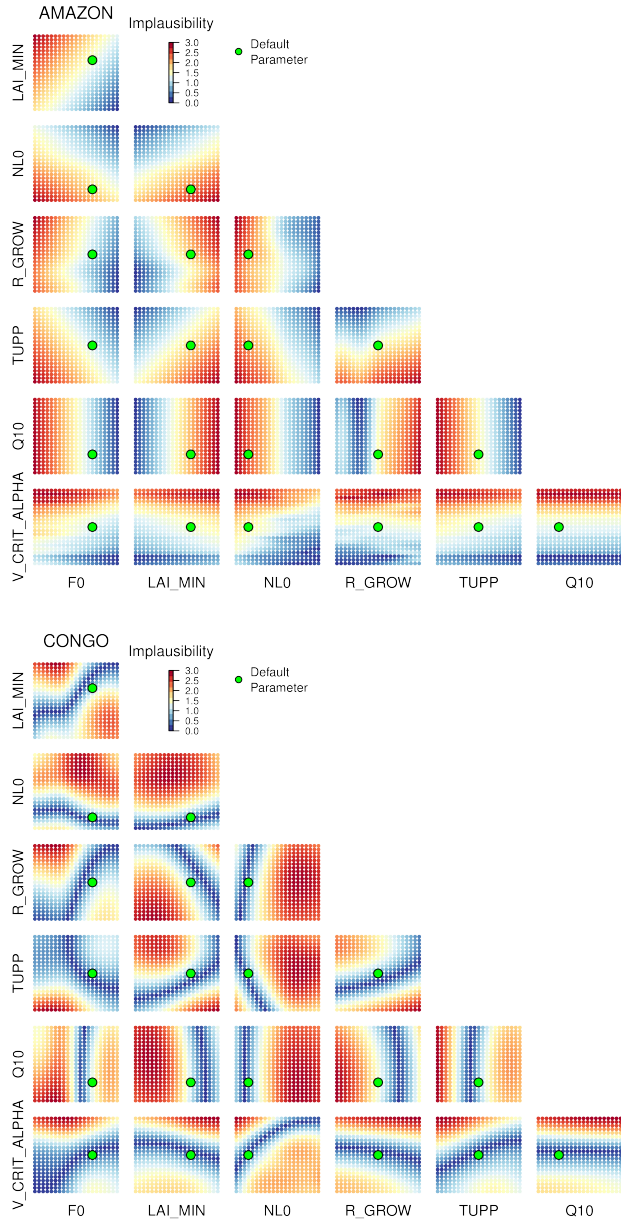 AMAZON
Implausibility
3.0
2.5
2.0
1.5
1.0
0.5
0.0
Default
Parameter
LAI_MIN
NL0
R_GROW
TUPP
Q10
V_CRIT_ALPHA
F0 LAI_MIN NL0 R_GROW TUPP Q10
CONGO
Implausibility
3.0
2.5
2.0
1.5
1.0
0.5
0.0
Default
Parameter
LAI_MIN
NL0
R_GROW
TUPP
Q10
V_CRIT_ALPHA
F0 LAI_MIN NL0 R_GROW TUPP Q10